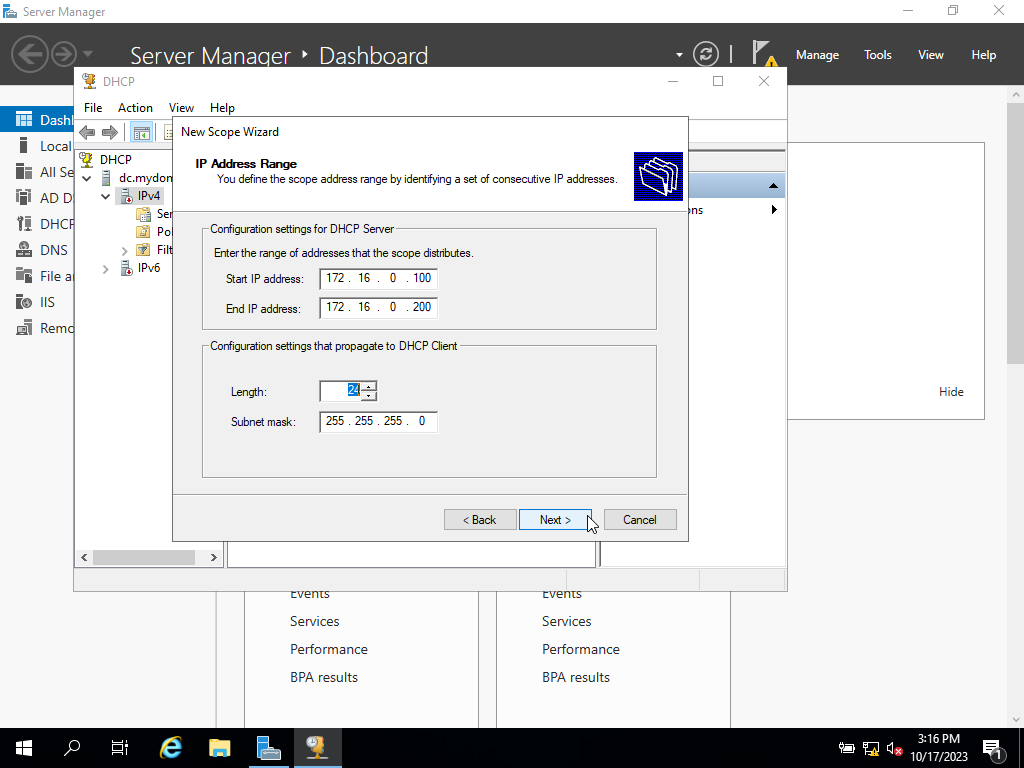 Server Manager
Server Manager • Dashboard
Manage Tools View Help
DHCP
File Action View Help
Dashl
Local
All Se
AD D
DHCP
DNS
File a
IIS
Remo
DHCP
dc.mydon
IPv4
Ser
Pol
Filt
IPv6
New Scope Wizard
IP Address Range
You define the scope address range by identifying a set of consecutive IP addresses.
Configuration settings for DHCP Server
Enter the range of addresses that the scope distributes.
Start IP address: 172 . 16 . 0 . 100
End IP address: 172 . 16 . 0 . 200
Configuration settings that propagate to DHCP Client
Length: 24
Subnet mask: 255 . 255 . 255 . 0
< Back Next > Cancel
ons
Hide
Events
Services
Performance
BPA results
Events
Services
Performance
BPA results
3:16 PM
10/17/2023
1